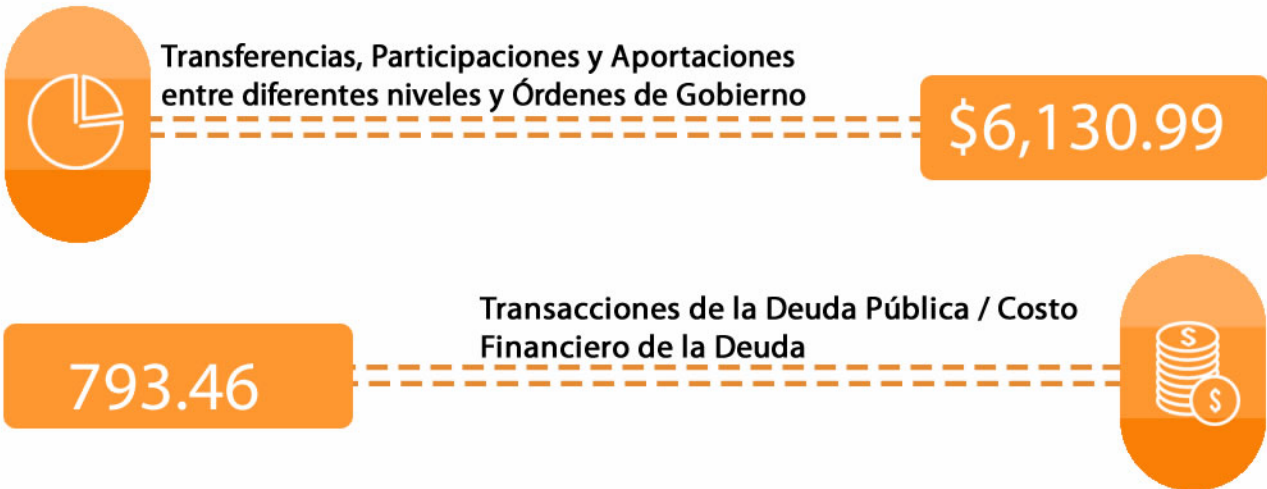 Transferencias, Participaciones y Aportaciones
entre diferentes niveles y Órdenes de Gobierno
$6,130.99
Transacciones de la Deuda Pública / Costo
Financiero de la Deuda
793.46
$
$